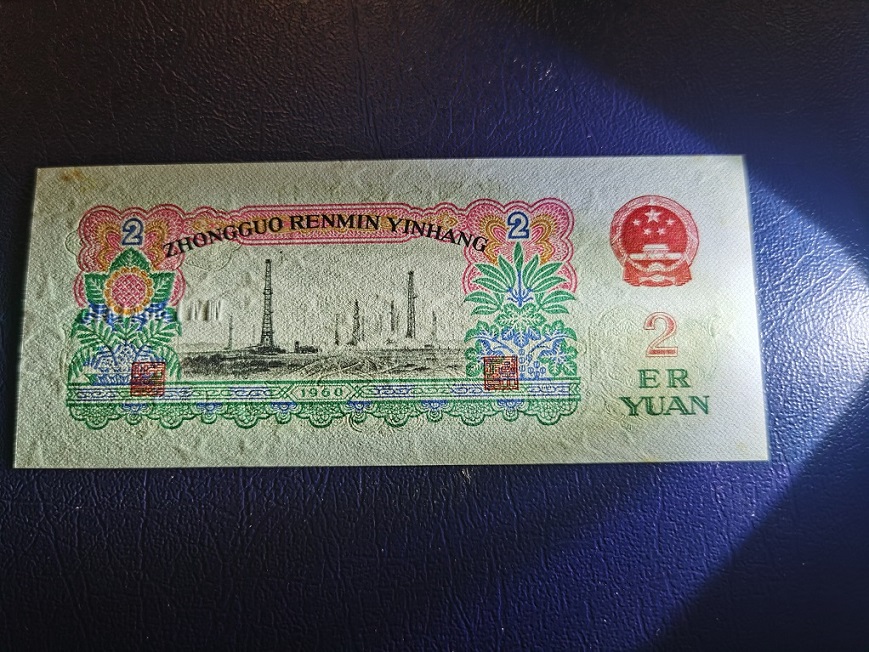 ZHONGGUO RENMIN YINHANG
2
2
1960
2
ER
YUAN